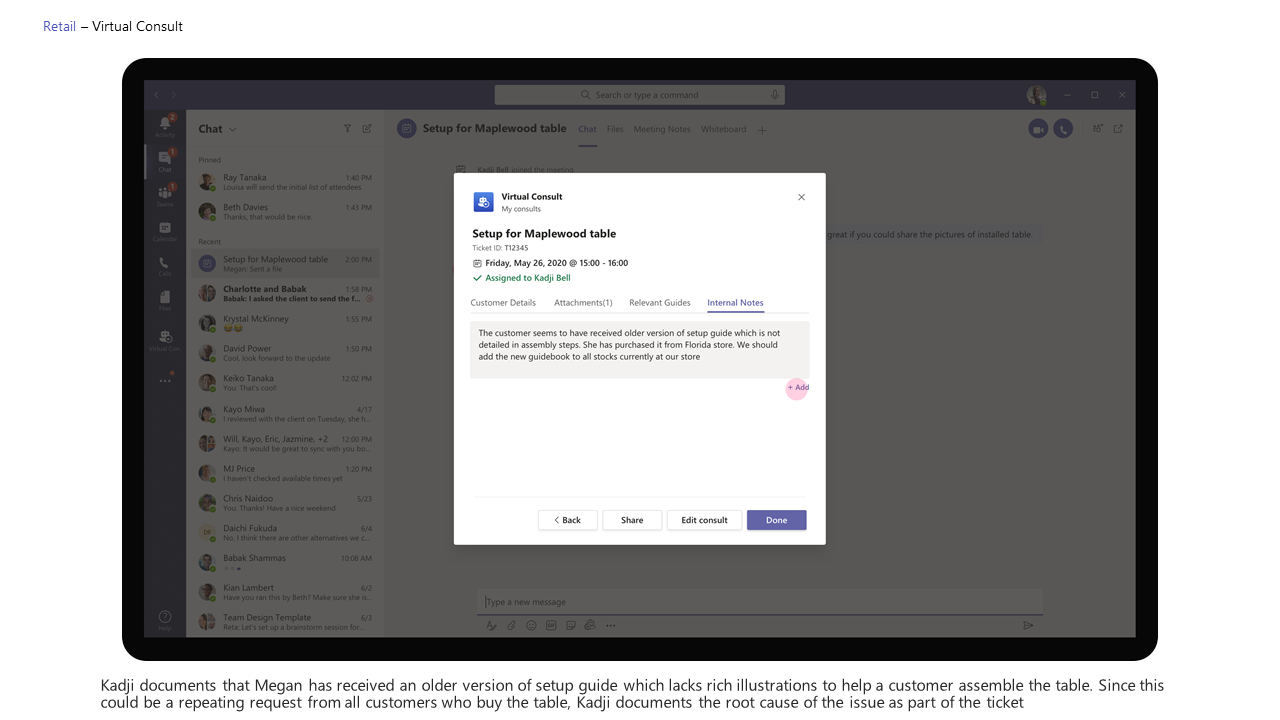 Retail – Virtual Consult
Search or type a command
Activity
Chat
Teams
Calendar
Calls
Files
Virtual Con...
Help
2
1
1
Chat
Pinned
Ray Tanaka 1:40 PM
Louisa will send the initial list of attendees.
Beth Davies 1:43 PM
Thanks, that would be nice.
Recent
Setup for Maplewood table 2:00 PM
Megan: Sent a file
Charlotte and Babak 1:58 PM
Babak: I asked the client to send the f...
Krystal McKinney 1:55 PM
David Power 1:50 PM
Cool, look forward to the update
Keiko Tanaka 12:02 PM
You: That's cool!
Kayo Miwa 4/17
I reviewed with the client on Tuesday, she h...
Will, Kayo, Eric, Jazmine, +2 12:00 PM
Kayo: It would be great to sync with you bo...
MJ Price 1:20 PM
I haven't checked available times yet
Chris Naidoo 5/23
You: Thanks! Have a nice weekend
DF
Daichi Fukuda 6/4
No, I think there are other alternatives we c...
Babak Shammas 10:08 AM
Kian Lambert 6/2
Have you ran this by Beth? Make sure she is...
Team Design Template 6/3
Reta: Let's set up a brainstorm session for...
Setup for Maplewood table Chat Files Meeting Notes Whiteboard
Kadji Bell joined the meeting
great if you could share the pictures of installed table.
Virtual Consult
My consults
Setup for Maplewood table
Ticket ID: T12345
Friday, May 26, 2020 @ 15:00 - 16:00
Assigned to Kadji Bell
Customer Details Attachments(1) Relevant Guides Internal Notes
The customer seems to have received older version of setup guide which is not
detailed in assembly steps. She has purchased it from Florida store. We should
add the new guidebook to all stocks currently at our store
+ Add
Back Share Edit consult Done
Type a new message
GIF
Kadji documents that Megan has received an older version of setup guide which lacks rich illustrations to help a customer assemble the table. Since this
could be a repeating request from all customers who buy the table, Kadji documents the root cause of the issue as part of the ticket